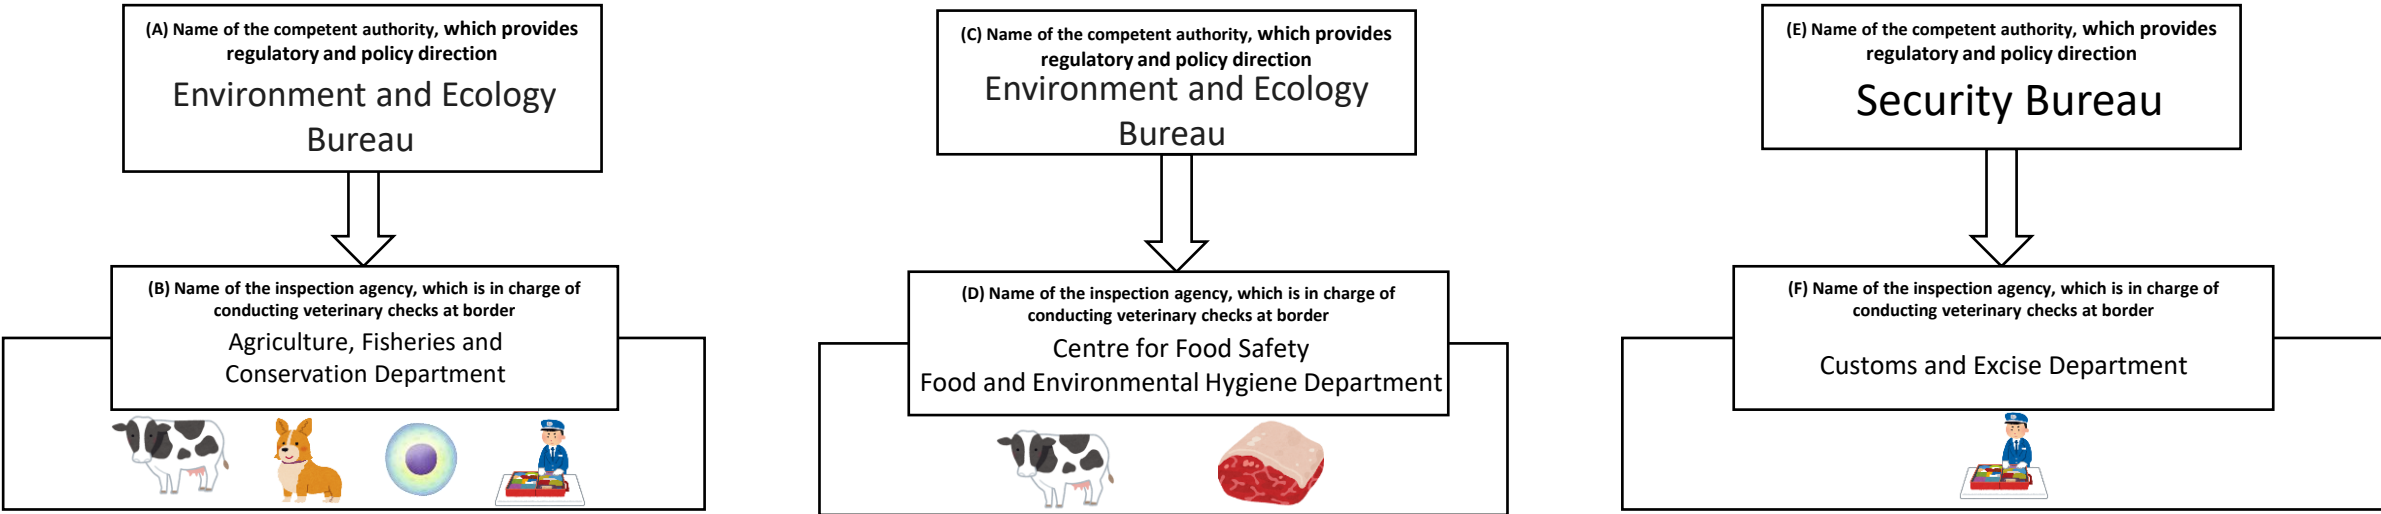 (A) Name of the competent authority, which provides
regulatory and policy direction
Environment and Ecology
Bureau
(B) Name of the inspection agency, which is in charge of
conducting veterinary checks at border
Agriculture, Fisheries and
Conservation Department
(C) Name of the competent authority, which provides
regulatory and policy direction
Environment and Ecology
Bureau
(D) Name of the inspection agency, which is in charge of
conducting veterinary checks at border
Centre for Food Safety
Food and Environmental Hygiene Department
(E) Name of the competent authority, which provides
regulatory and policy direction
Security Bureau
(F) Name of the inspection agency, which is in charge of
conducting veterinary checks at border
Customs and Excise Department